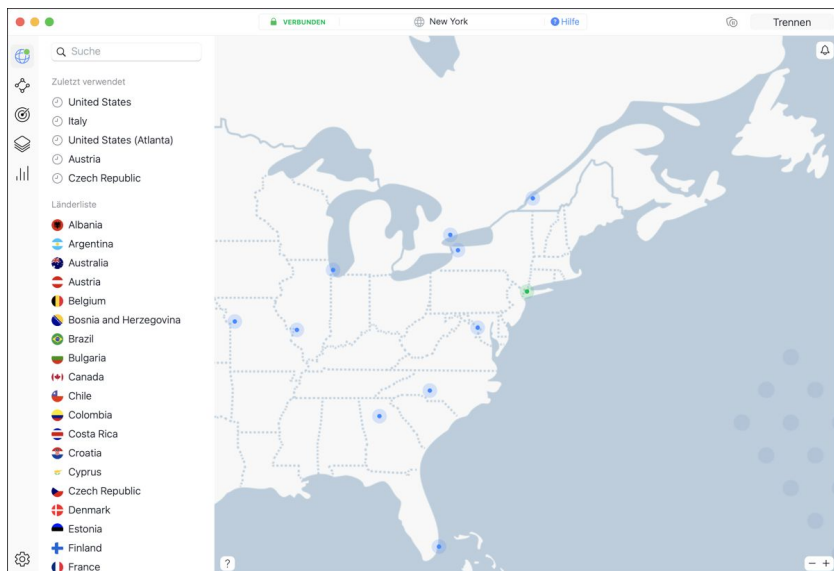 VERBUNDEN
New York
? Hilfe
Trennen
Suche
Zuletzt verwendet
United States
Italy
United States (Atlanta)
Austria
Czech Republic
Länderliste
Albania
Argentina
Australia
Austria
Belgium
Bosnia and Herzegovina
Brazil
Bulgaria
Canada
Chile
Colombia
Costa Rica
Croatia
Cyprus
Czech Republic
Denmark
Estonia
Finland
France
?
− +